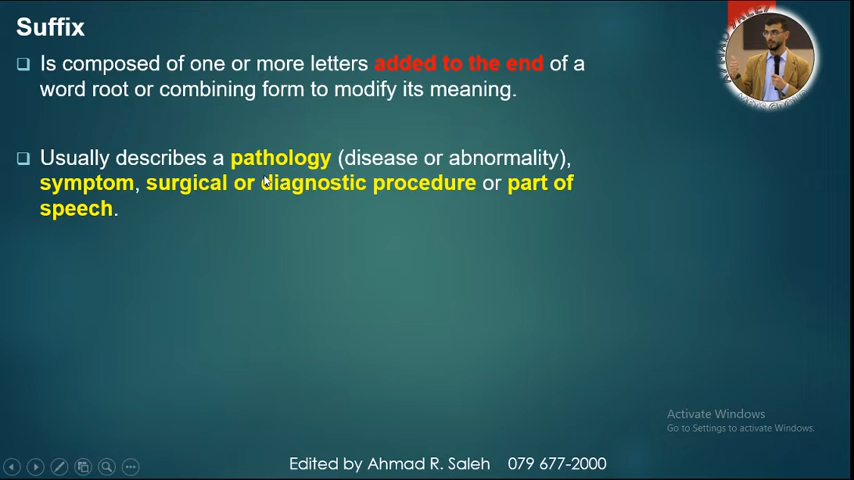 Suffix
Is composed of one or more letters added to the end of a
word root or combining form to modify its meaning.
Usually describes a pathology (disease or abnormality),
symptom, surgical or diagnostic procedure or part of
speech.
Activate Windows
Go to Settings to activate Windows.
Edited by Ahmad R. Saleh 079 677-2000